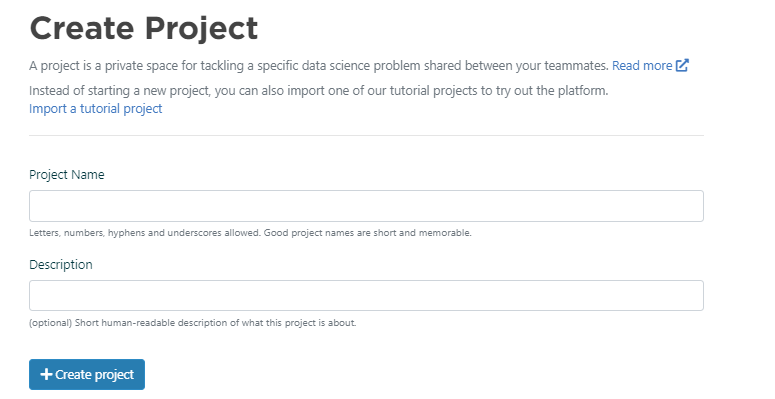 Create Project
A project is a private space for tackling a specific data science problem shared between your teammates. Read more
Instead of starting a new project, you can also import one of our tutorial projects to try out the platform.
Import a tutorial project
Project Name
Letters, numbers, hyphens and underscores allowed. Good project names are short and memorable.
Description
(optional) Short human-readable description of what this project is about.
+ Create project